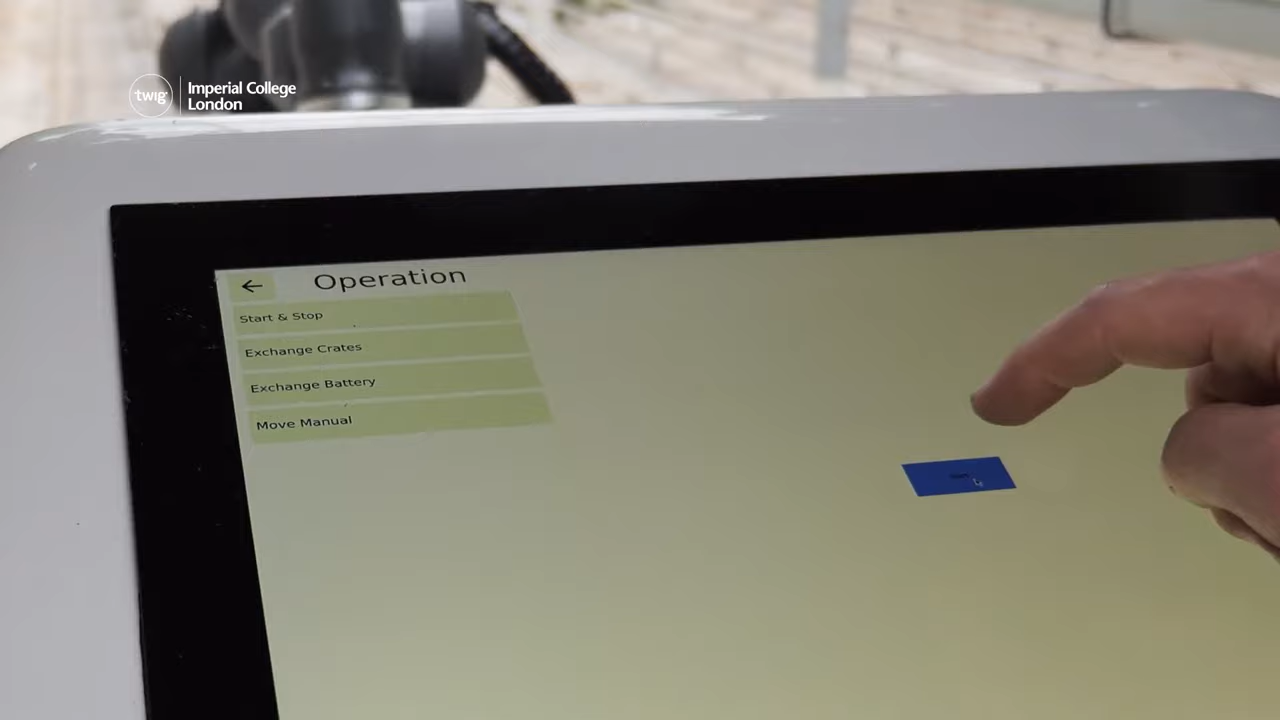 twig
Imperial College
London
Operation
Start & Stop
Exchange Crates
Exchange Battery
Move Manual